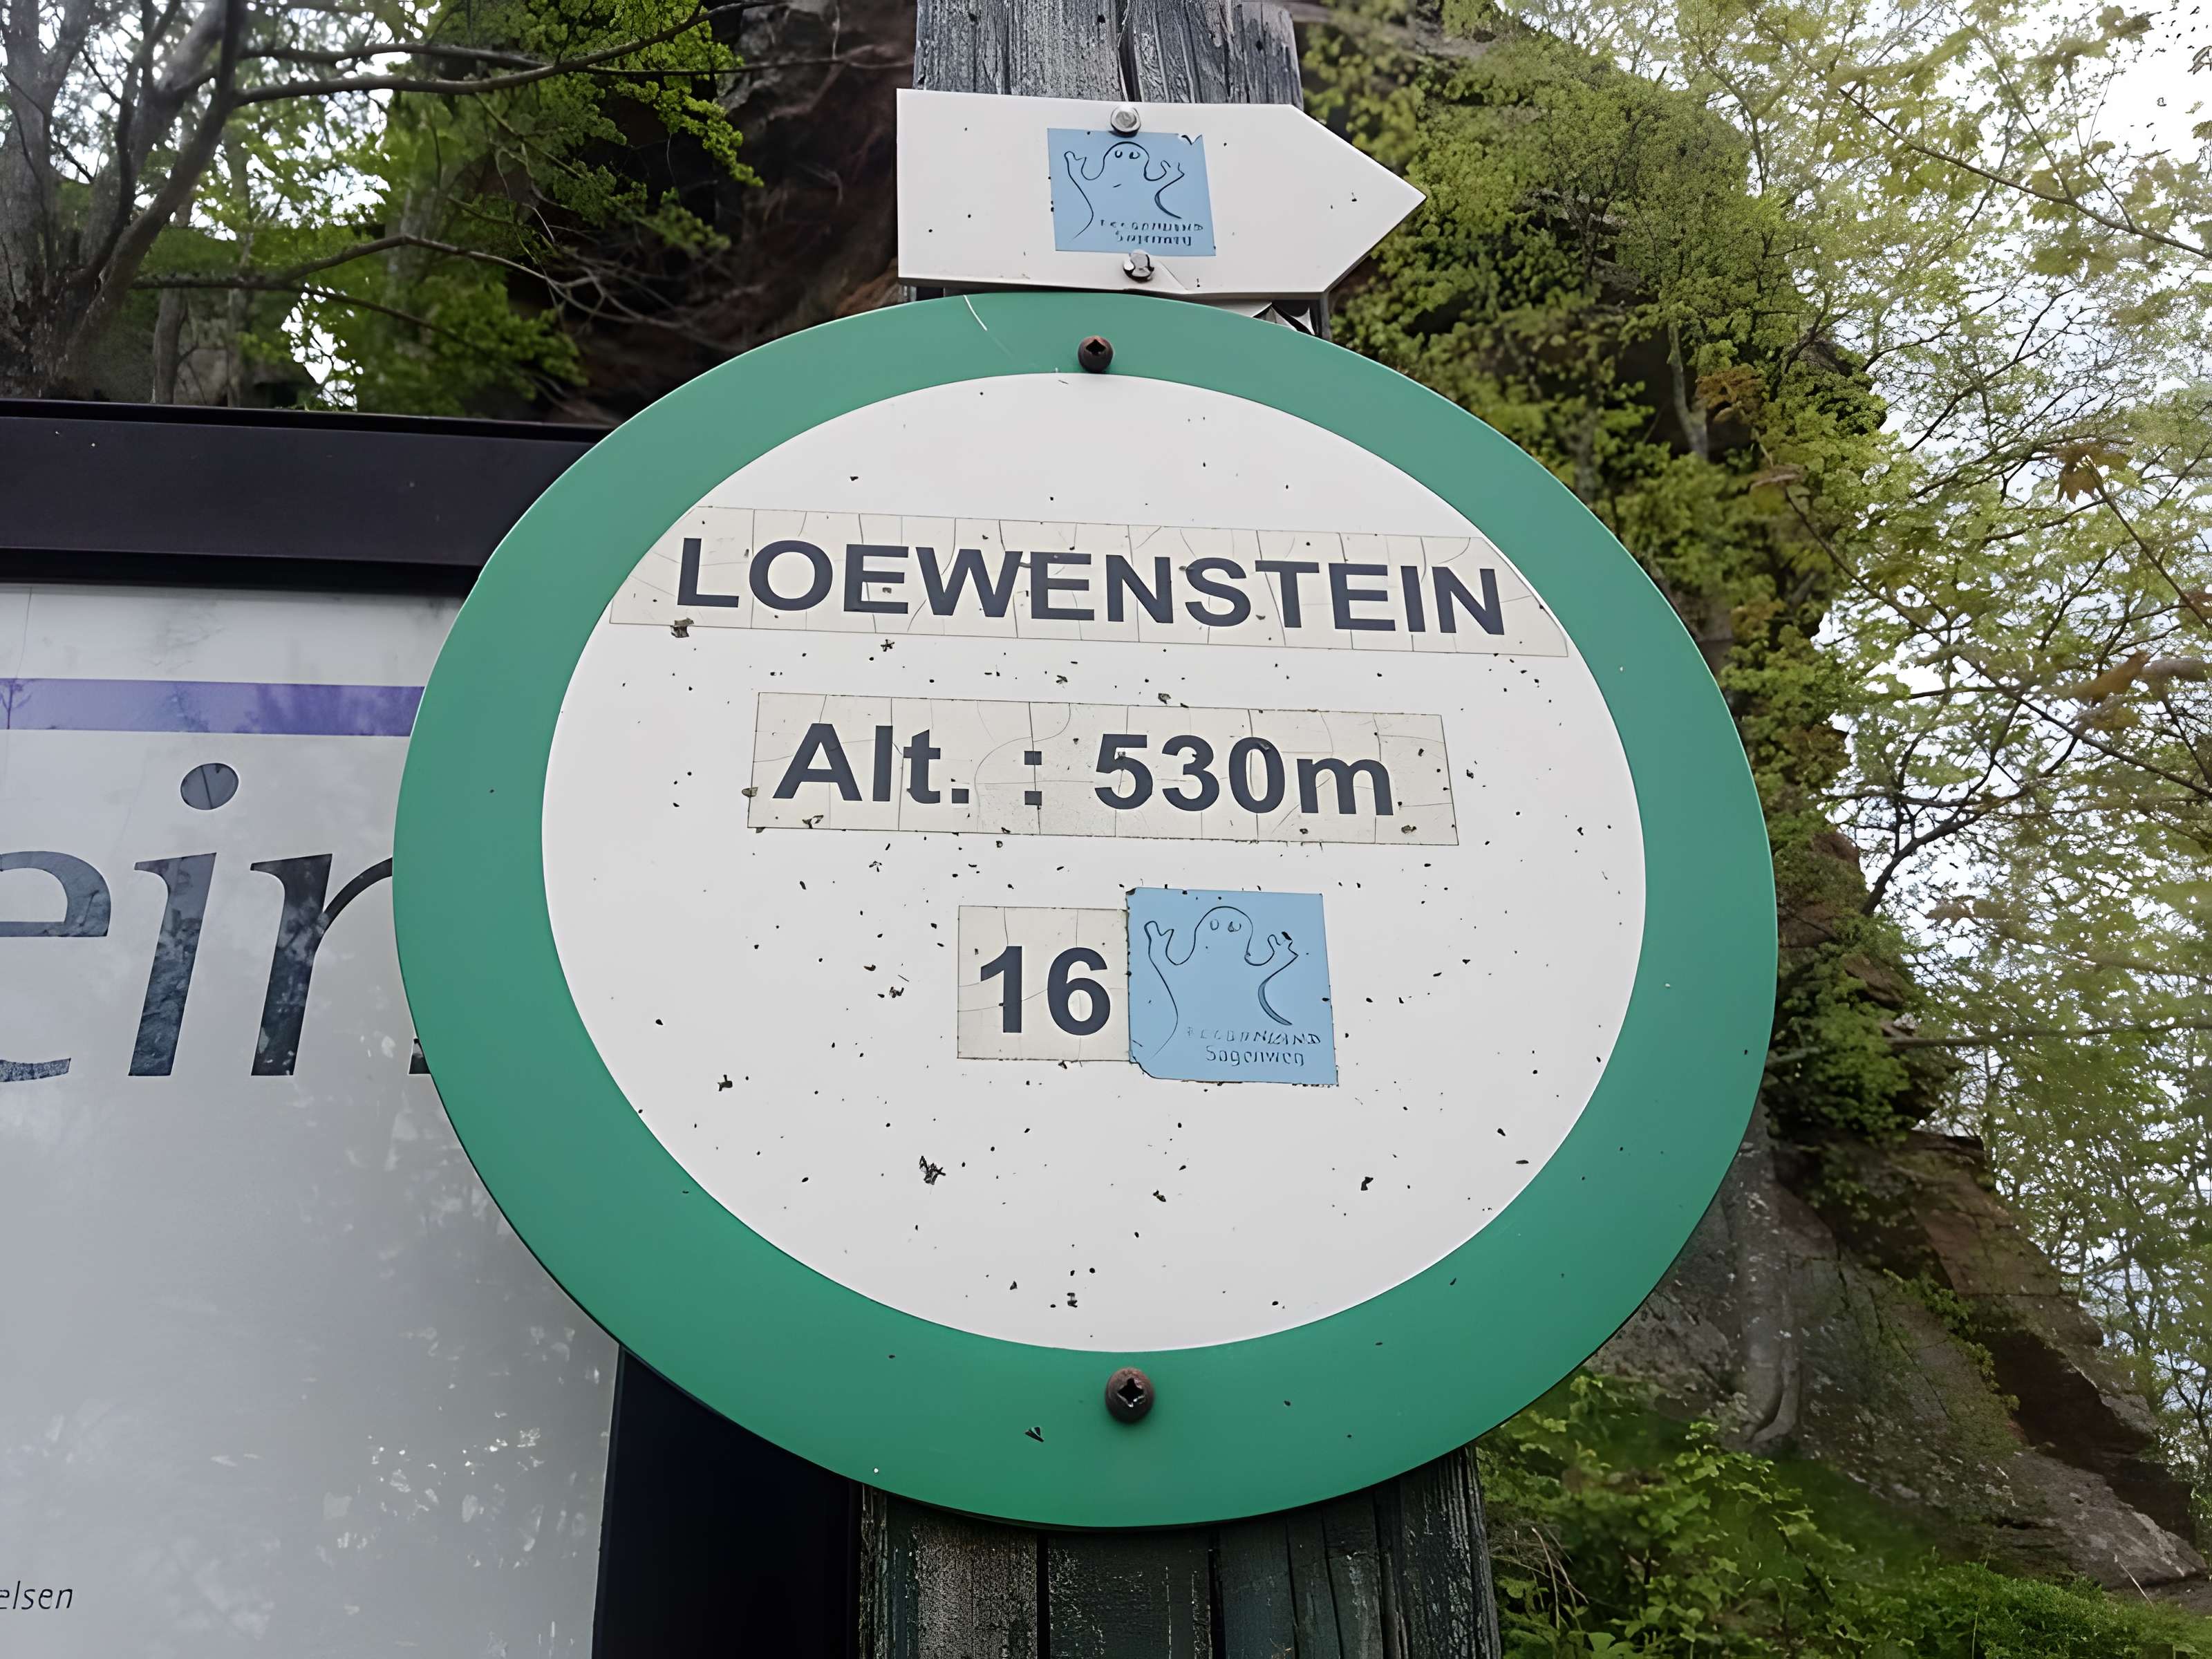 LOEWENSTEIN
Alt. : 530m
16
ein
elsen